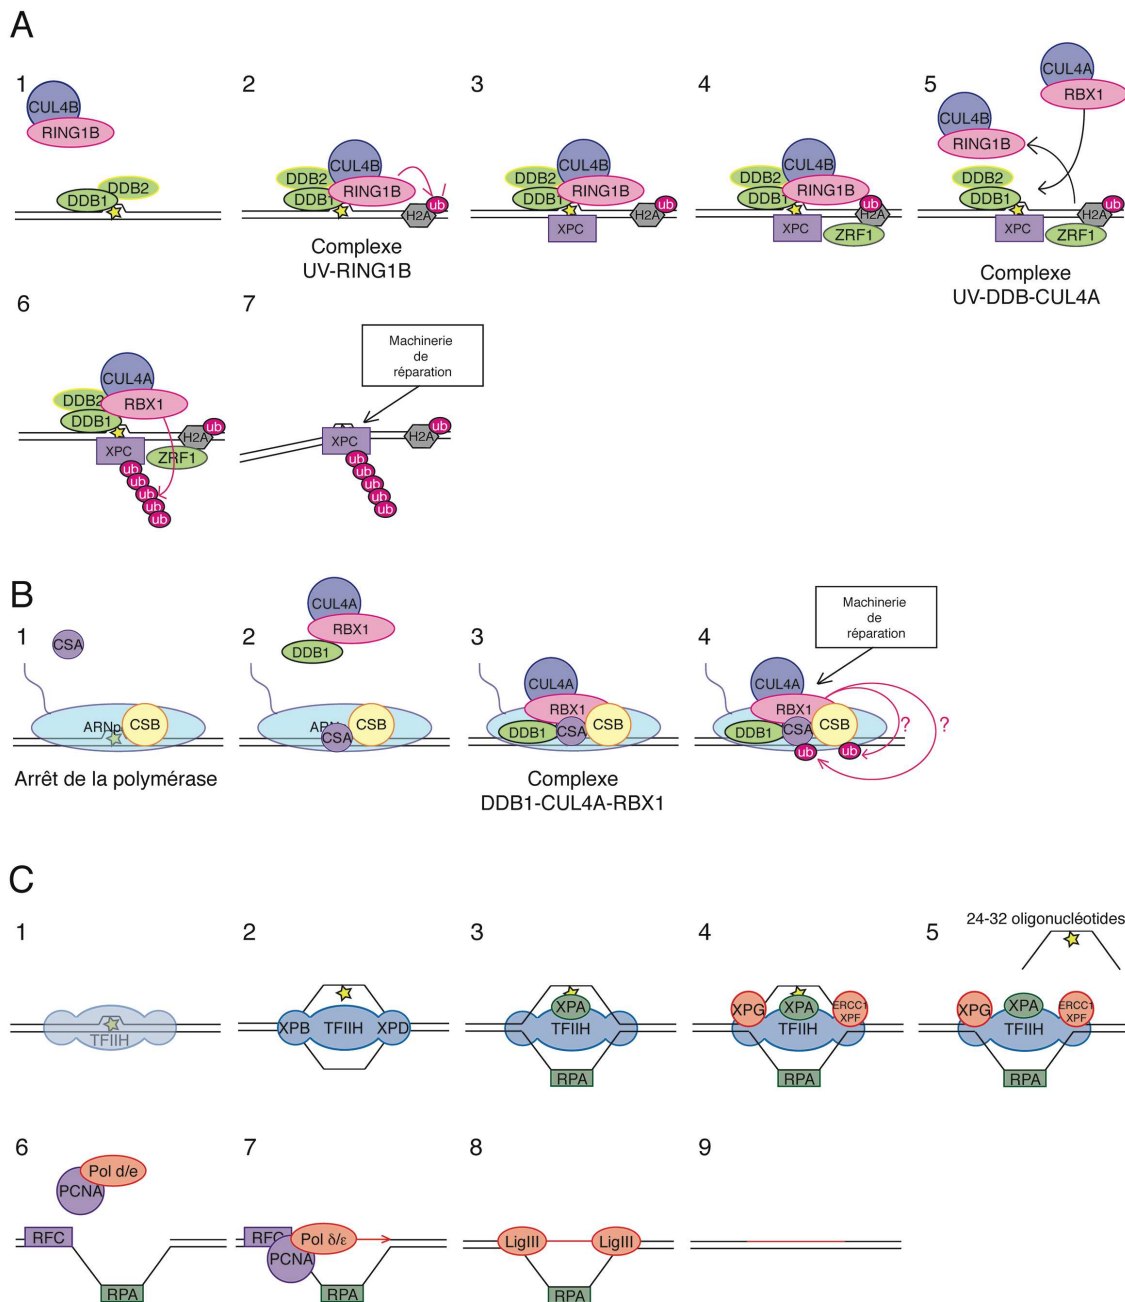 A
1
CUL4B
RING1B
DDB2
DDB1
2
CUL4B
DDB2
RING1B
DDB1
ub
H2A
Complexe
UV-RING1B
3
CUL4B
DDB2
RING1B
DDB1
ub
H2A
XPC
4
CUL4B
DDB2
RING1B
DDB1
ub
H2A
XPC
ZRF1
5
CUL4A
RBX1
CUL4B
RING1B
DDB2
DDB1
ub
H2A
XPC
ZRF1
Complexe
UV-DDB-CUL4A
6
CUL4A
DDB2
RBX1
DDB1
ub
H2A
XPC
ZRF1
ub
ub
ub
ub
ub
7
Machinerie
de
réparation
ub
H2A
XPC
ub
ub
ub
ub
ub
B
1
CSA
ARNp
CSB
Arrêt de la polymérase
2
CUL4A
RBX1
DDB1
ARN
CSB
CSA
3
CUL4A
RBX1
DDB1
CSA
CSB
Complexe
DDB1-CUL4A-RBX1
4
Machinerie
de
réparation
CUL4A
RBX1
DDB1
CSA
CSB
?
?
ub
ub
C
1
TFIIH
2
XPB
TFIIH
XPD
3
XPA
TFIIH
RPA
4
XPG
XPA
ERCC1
XPF
TFIIH
RPA
5
24-32 oligonucléotides
XPG
XPA
ERCC1
XPF
TFIIH
RPA
6
Pol d/e
PCNA
RFC
RPA
7
RFC
Pol δ/ε
PCNA
RPA
8
LigIII
LigIII
RPA
9